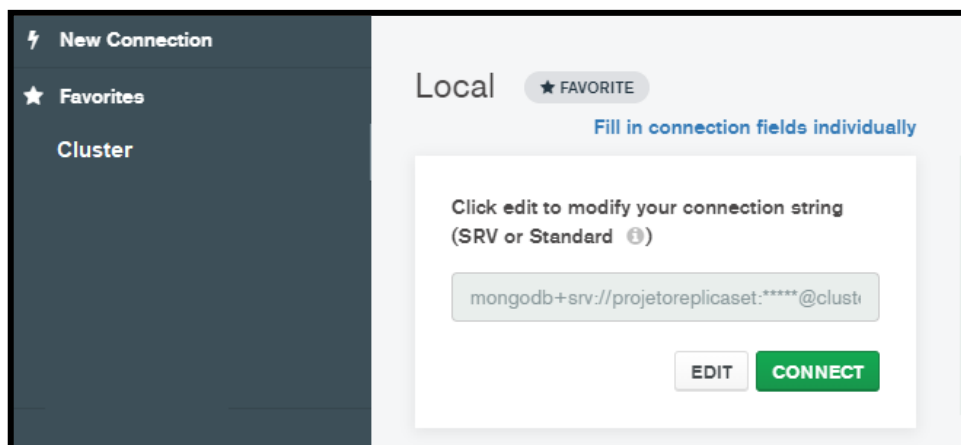 New Connection
Favorites
Cluster
Local
FAVORITE
Fill in connection fields individually
Click edit to modify your connection string
(SRV or Standard)
mongodb+srv://projetoreplicaset:*****@cluste
EDIT
CONNECT